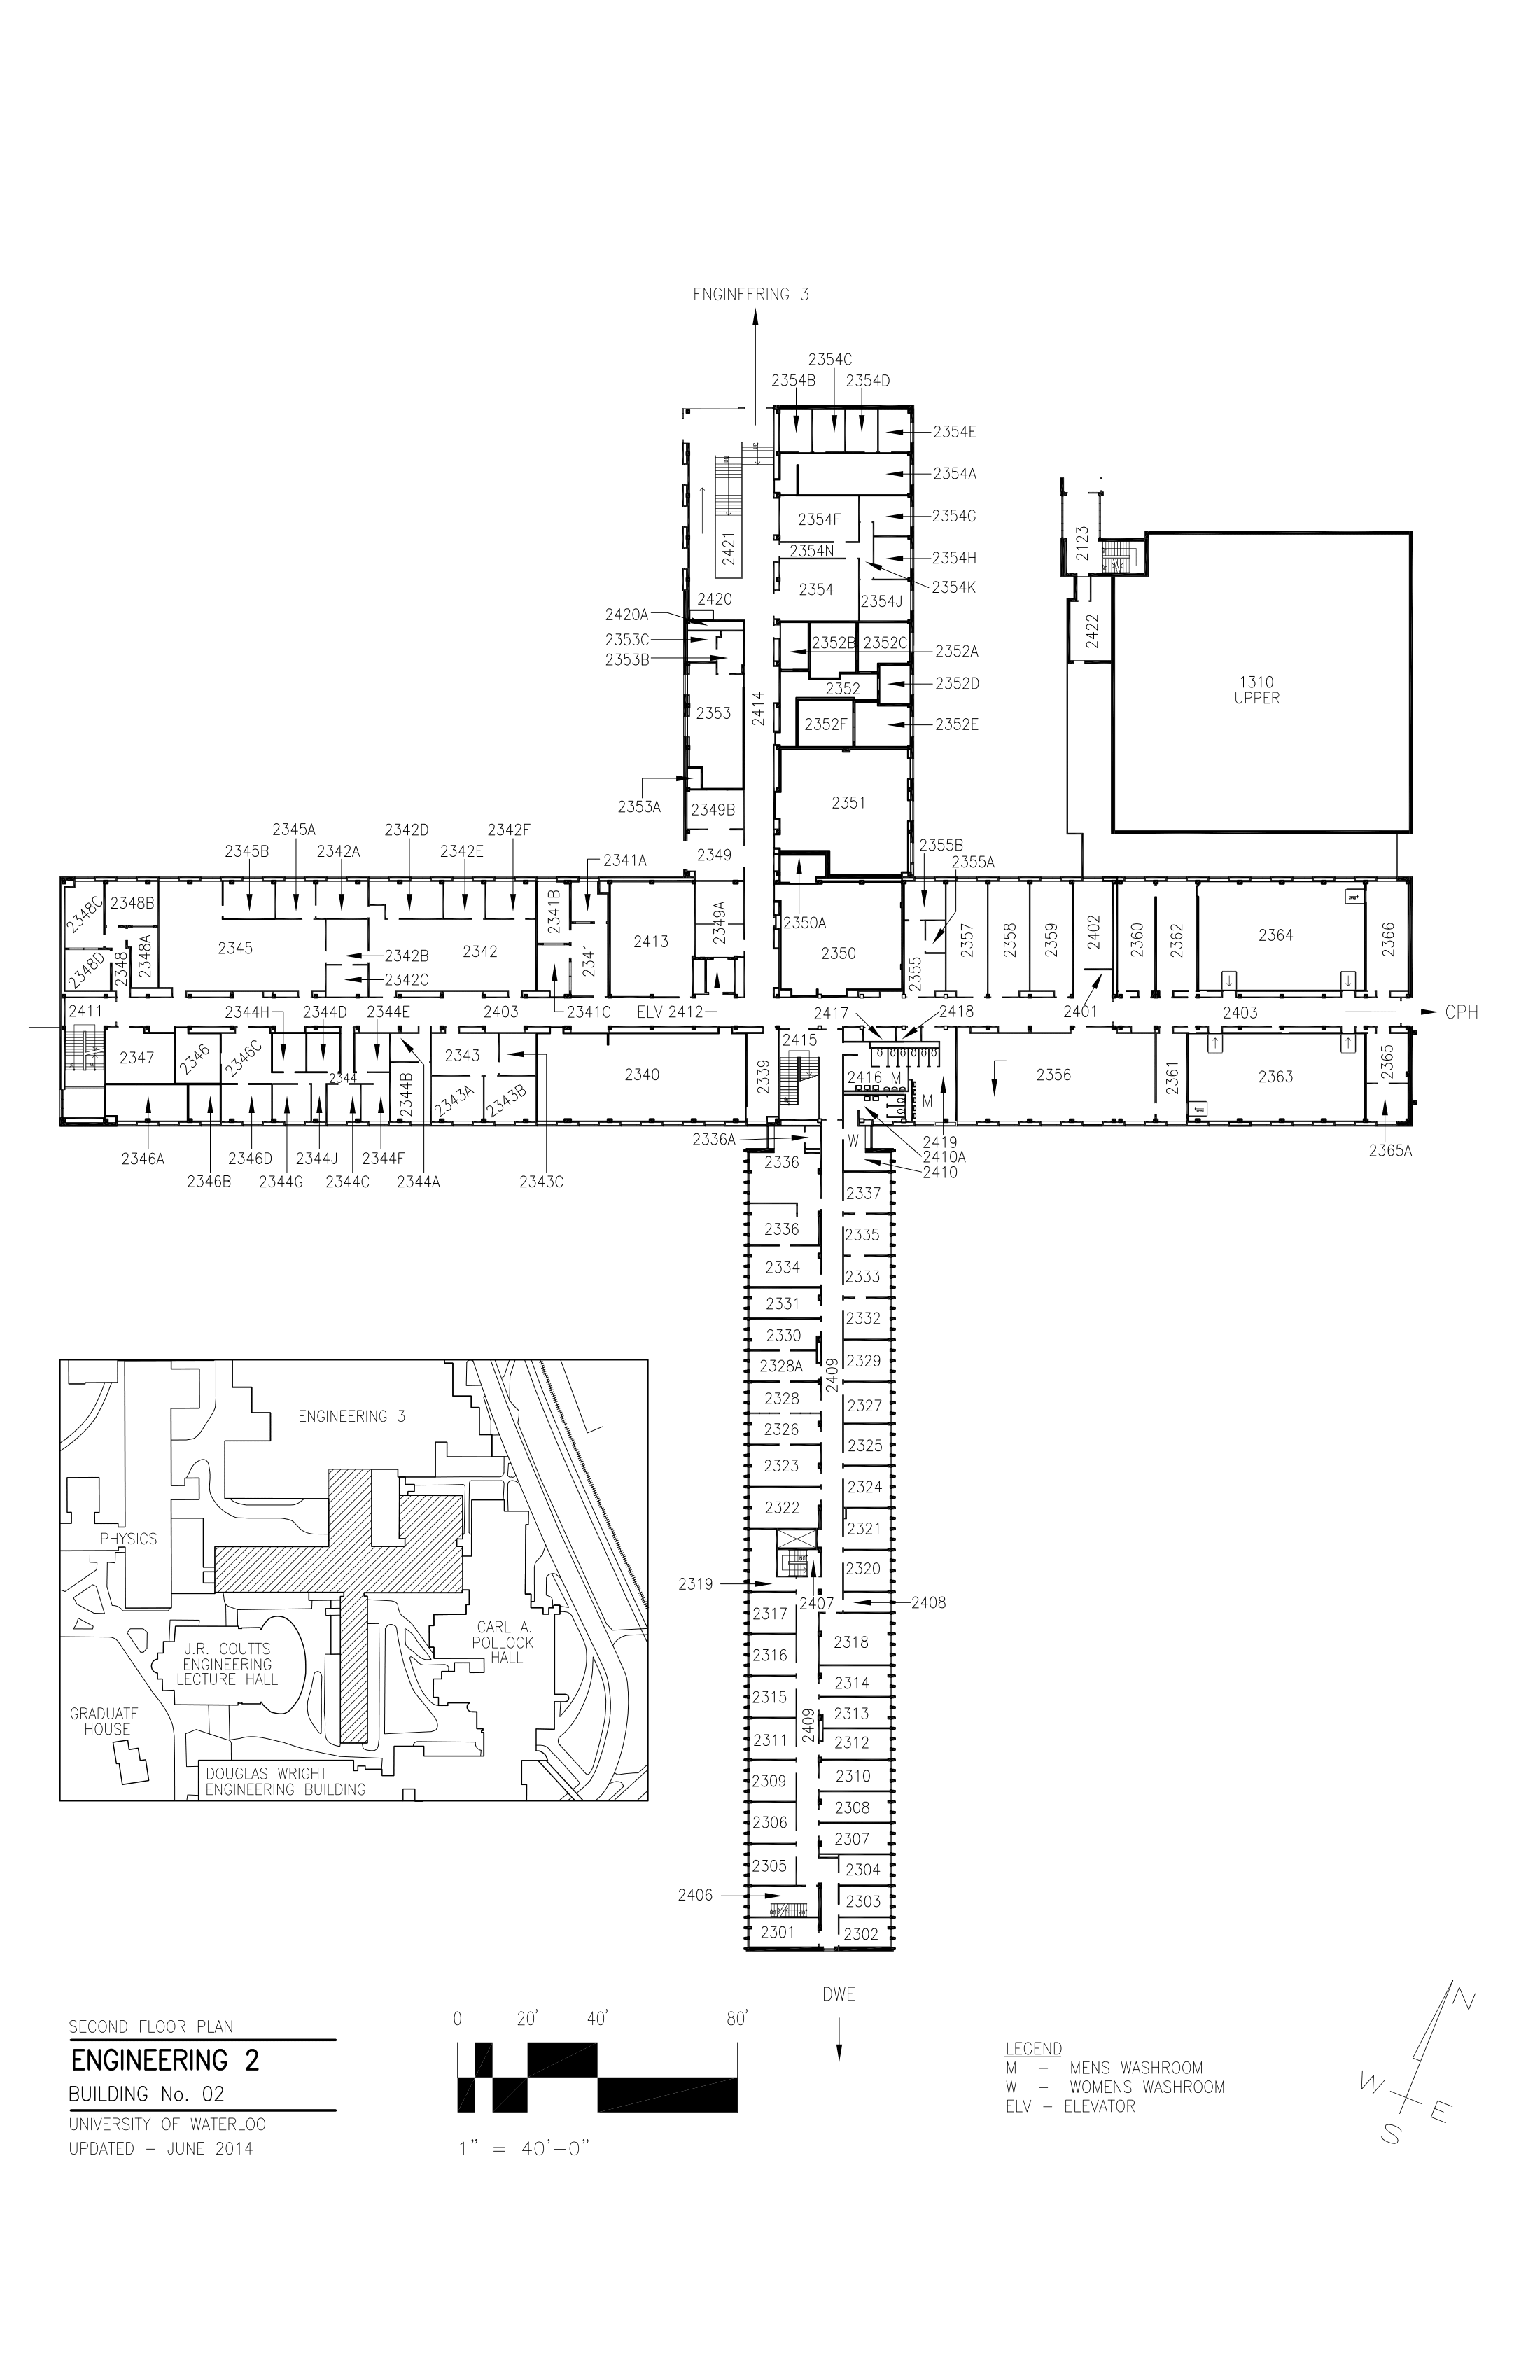 ENGINEERING 3
2354C
2354B
2354D
2354E
2354A
2354F
2354G
2421
2354N
2354H
2123
2354
2354K
2420
2354J
2420A
2422
2353C
2352B
2352C
2352A
2353B
2352
2352D
1310
UPPER
2353
2414
2352F
2352E
2353A
2349B
2351
2345A
2342D
2342F
2345B
2342A
2342E
2341A
2349
2355B
2355A
2348C
2348B
2341B
2349A
2350A
2345
2342
2341
2413
2350
2357
2358
2359
2402
2360
2362
2364
2366
2348D
2348
2348A
2342B
2342C
2355
2411
2344H
2344D
2344E
2403
2341C
ELV 2412
2417
2418
2401
2403
CPH
2347
2346
2346C
2343
2340
2339
2415
2416
M
2356
2361
2363
2365
2344
2344B
2343A
2343B
M
2346A
2346D
2344J
2344F
2336A
W
2419
2410A
2410
2365A
2346B
2344G
2344C
2344A
2343C
2336
2337
2336
2335
2334
2333
2331
2332
2330
2328A
2409
2329
2328
2327
2326
2325
2323
2324
2322
2321
2320
2319
2407
2408
2317
2318
2316
2314
2315
2313
2409
2311
2312
2309
2310
2308
2306
2307
2305
2304
2406
2303
2301
2302
DWE
ENGINEERING 3
PHYSICS
CARL A.
POLLOCK
HALL
J.R. COUTTS
ENGINEERING
LECTURE HALL
GRADUATE
HOUSE
DOUGLAS WRIGHT
ENGINEERING BUILDING
SECOND FLOOR PLAN
ENGINEERING 2
BUILDING No. 02
UNIVERSITY OF WATERLOO
UPDATED – JUNE 2014
0 20' 40' 80'
1" = 40'-0"
LEGEND
M – MENS WASHROOM
W – WOMENS WASHROOM
ELV – ELEVATOR
N
W
E
S